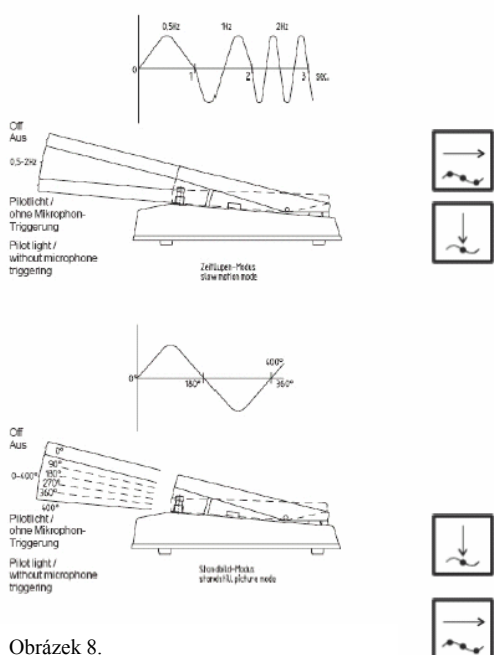 0,5Hz 1Hz 2Hz
0 1 2 3 sec.
Off
Aus
0,5-2Hz
Pilotlicht /
ohne Mikrophon-
Triggerung
Pilot light /
without microphone
triggering
Zeitlupen-Modus
slow motion mode
0° 180° 400°
360°
Off
Aus
0°
90°
180°
270°
360°
400°
0-400°
Pilotlicht /
ohne Mikrophon-
Triggerung
Pilot light /
without microphone
triggering
Standbild-Modus
standstill picture mode
Obrázek 8.